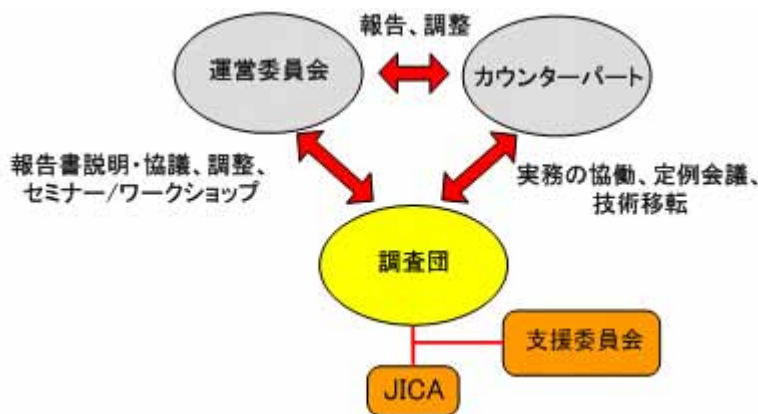 報告、調整
運営委員会
カウンターパート
報告書説明・協議、調整、
セミナー/ワークショップ
実務の協働、定例会議、
技術移転
調査団
支援委員会
JICA